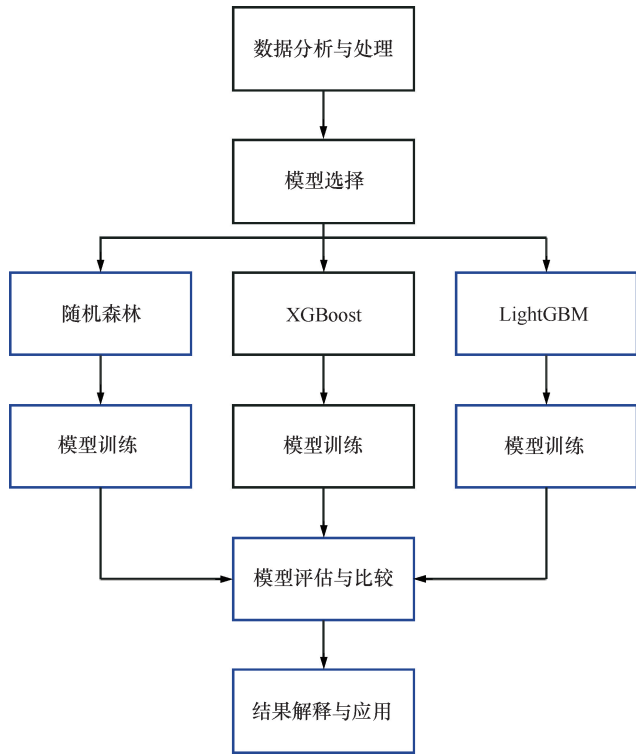 数据分析与处理
模型选择
随机森林
XGBoost
LightGBM
模型训练
模型训练
模型训练
模型评估与比较
结果解释与应用